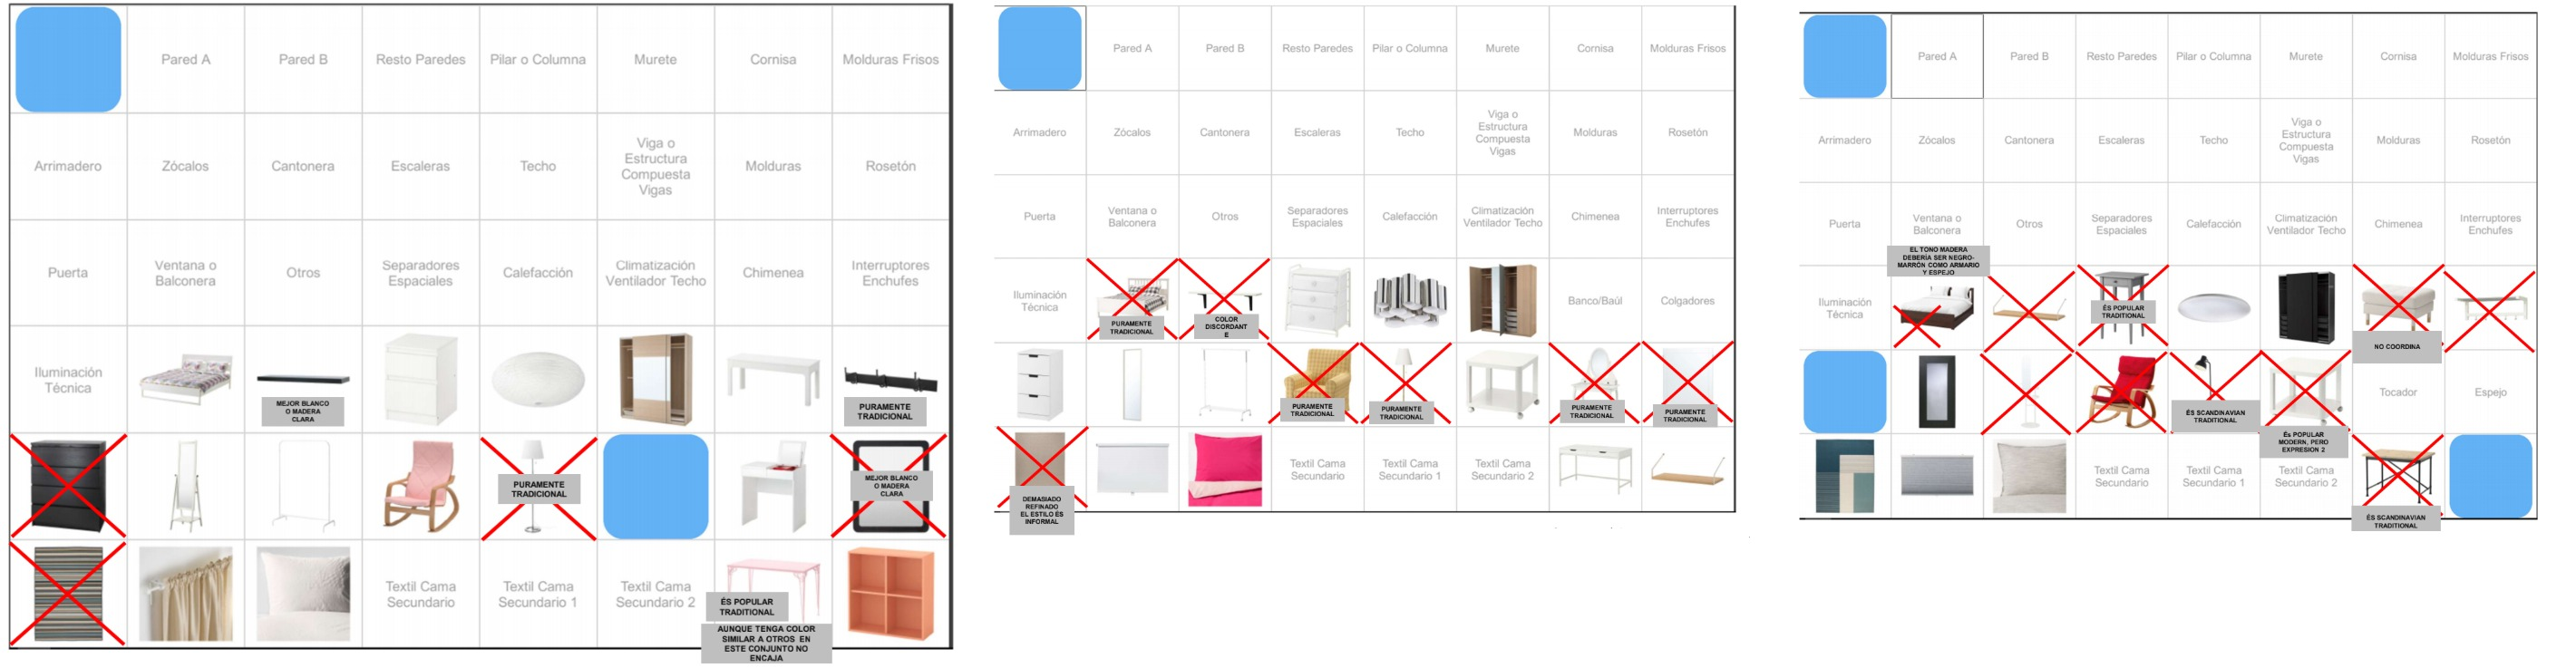 Pared A
Pared B
Resto Paredes
Pilar o Columna
Murete
Cornisa
Molduras Frisos
Arrimadero
Zócalos
Cantonera
Escaleras
Techo
Viga o
Estructura
Compuesta
Vigas
Molduras
Rosetón
Puerta
Ventana o
Balconera
Otros
Separadores
Espaciales
Calefacción
Climatización
Ventilador Techo
Chimenea
Interruptores
Enchufes
Iluminación
Técnica
MEJOR BLANCO
O MADERA
CLARA
PURAMENTE
TRADICIONAL
PURAMENTE
TRADICIONAL
MEJOR BLANCO
O MADERA
CLARA
Textil Cama
Secundario
Textil Cama
Secundario 1
Textil Cama
Secundario 2
ÉS POPULAR
TRADITIONAL
AUNQUE TENGA COLOR
SIMILAR A OTROS EN
ESTE CONJUNTO NO
ENCAJA
Pared A
Pared B
Resto Paredes
Pilar o Columna
Murete
Cornisa
Molduras Frisos
Arrimadero
Zócalos
Cantonera
Escaleras
Techo
Viga o
Estructura
Compuesta
Vigas
Molduras
Rosetón
Puerta
Ventana o
Balconera
Otros
Separadores
Espaciales
Calefacción
Climatización
Ventilador Techo
Chimenea
Interruptores
Enchufes
Iluminación
Técnica
PURAMENTE
TRADICIONAL
COLOR
DISCORDANT
E
Banco/Baúl
Colgadores
PURAMENTE
TRADICIONAL
PURAMENTE
TRADICIONAL
PURAMENTE
TRADICIONAL
PURAMENTE
TRADICIONAL
DEMASIADO
REFINADO
EL ESTILO ÉS
INFORMAL
Textil Cama
Secundario
Textil Cama
Secundario 1
Textil Cama
Secundario 2
Pared A
Pared B
Resto Paredes
Pilar o Columna
Murete
Cornisa
Molduras Frisos
Arrimadero
Zócalos
Cantonera
Escaleras
Techo
Viga o
Estructura
Compuesta
Vigas
Molduras
Rosetón
Puerta
Ventana o
Balconera
Otros
Separadores
Espaciales
Calefacción
Climatización
Ventilador Techo
Chimenea
Interruptores
Enchufes
EL TONO MADERA
DEBERÍA SER NEGRO-
MARRÓN COMO ARMARIO
Y ESPEJO
Iluminación
Técnica
ÉS POPULAR
TRADITIONAL
NO COORDINA
ÉS SCANDINAVIAN
TRADITIONAL
És POPULAR
MODERN, PERO
EXPRESION 2
Tocador
Espejo
Textil Cama
Secundario
Textil Cama
Secundario 1
Textil Cama
Secundario 2
ÉS SCANDINAVIAN
TRADITIONAL